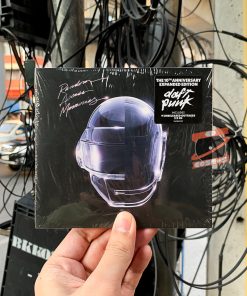 Random
Access
Memories
THE 10TH ANNIVERSARY
EXPANDED EDITION
daft
punk